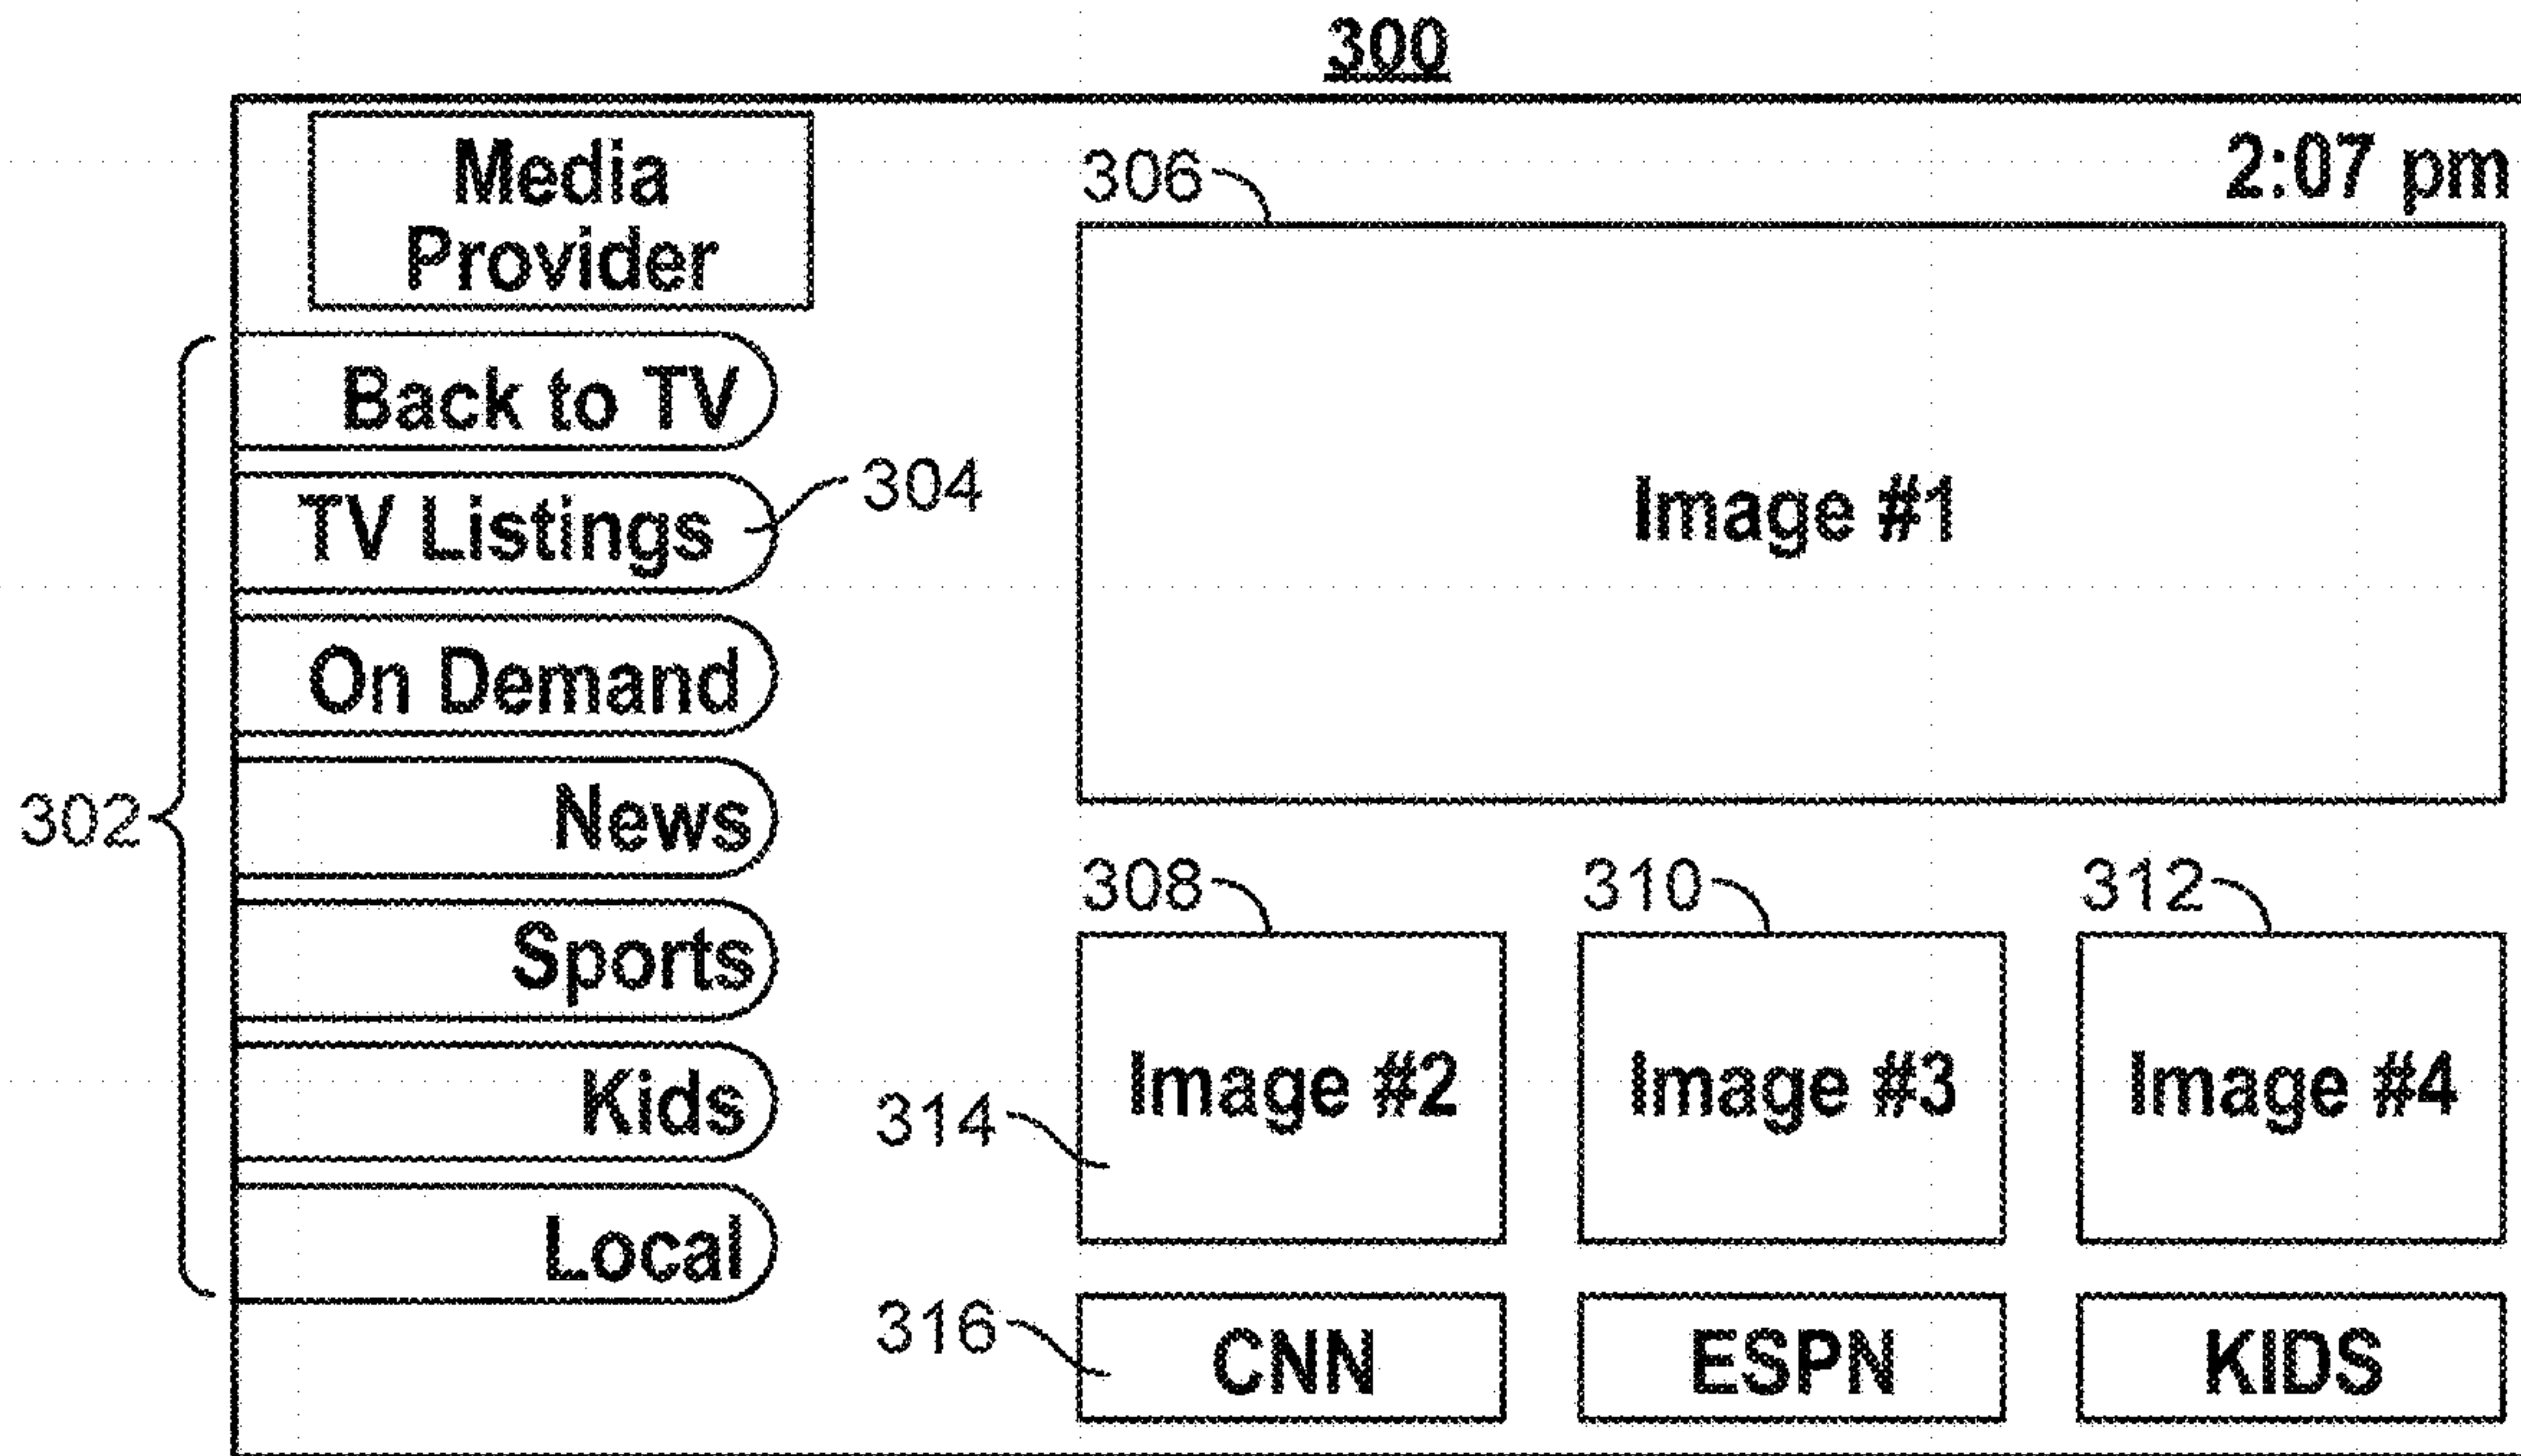 300
Media
Provider
2:07 pm
306
Back to TV
TV Listings
304
Image #1
On Demand
302
News
308
310
312
Sports
Image #2
Image #3
Image #4
Kids
314
Local
316
CNN
ESPN
KIDS